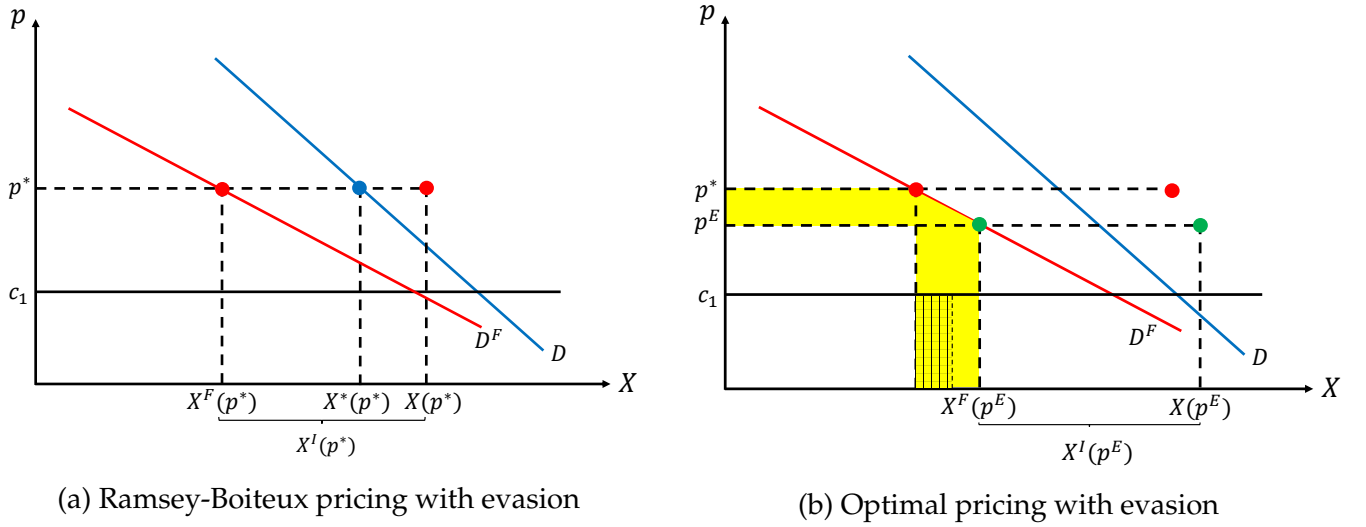 p
p*
c₁
D^F
D
X
X^F(p*)
X*(p*)
X(p*)
X^I(p*)
(a) Ramsey-Boiteux pricing with evasion
p
p*
p^E
c₁
D^F
D
X
X^F(p^E)
X(p^E)
X^I(p^E)
(b) Optimal pricing with evasion